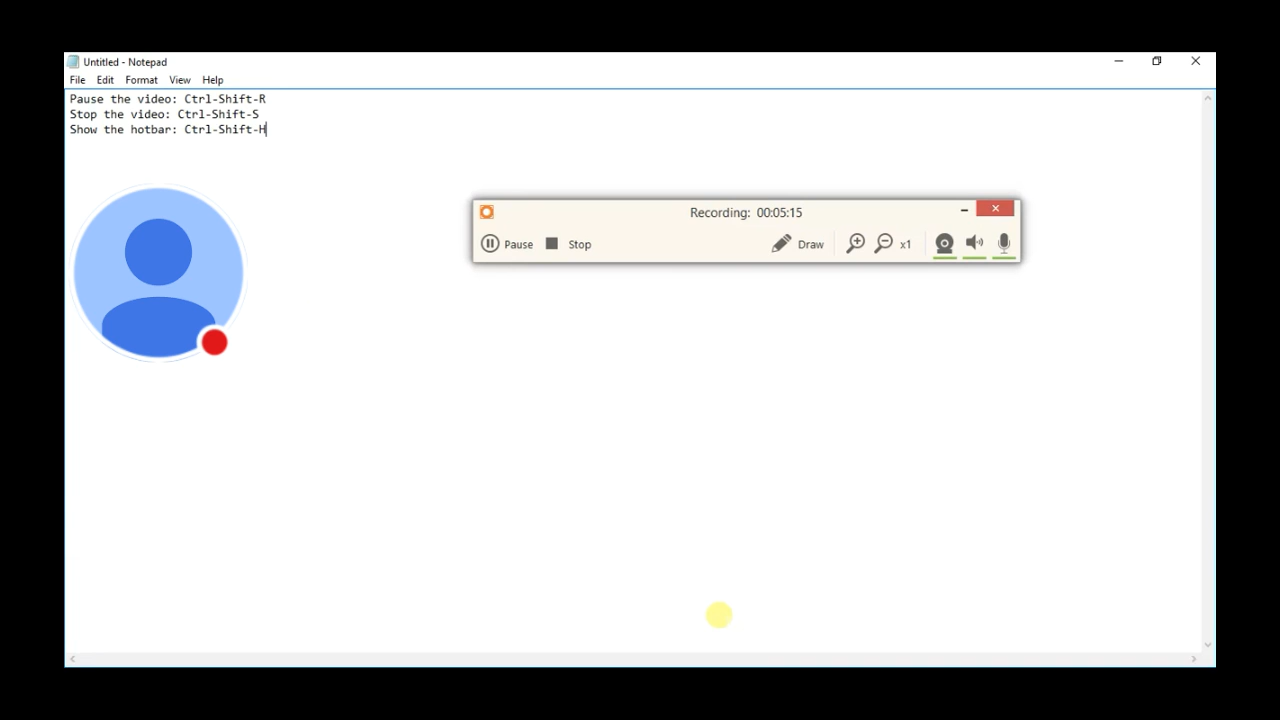 Untitled - Notepad
File Edit Format View Help
Pause the video: Ctrl-Shift-R
Stop the video: Ctrl-Shift-S
Show the hotbar: Ctrl-Shift-H
Recording: 00:05:15
Pause Stop Draw x1